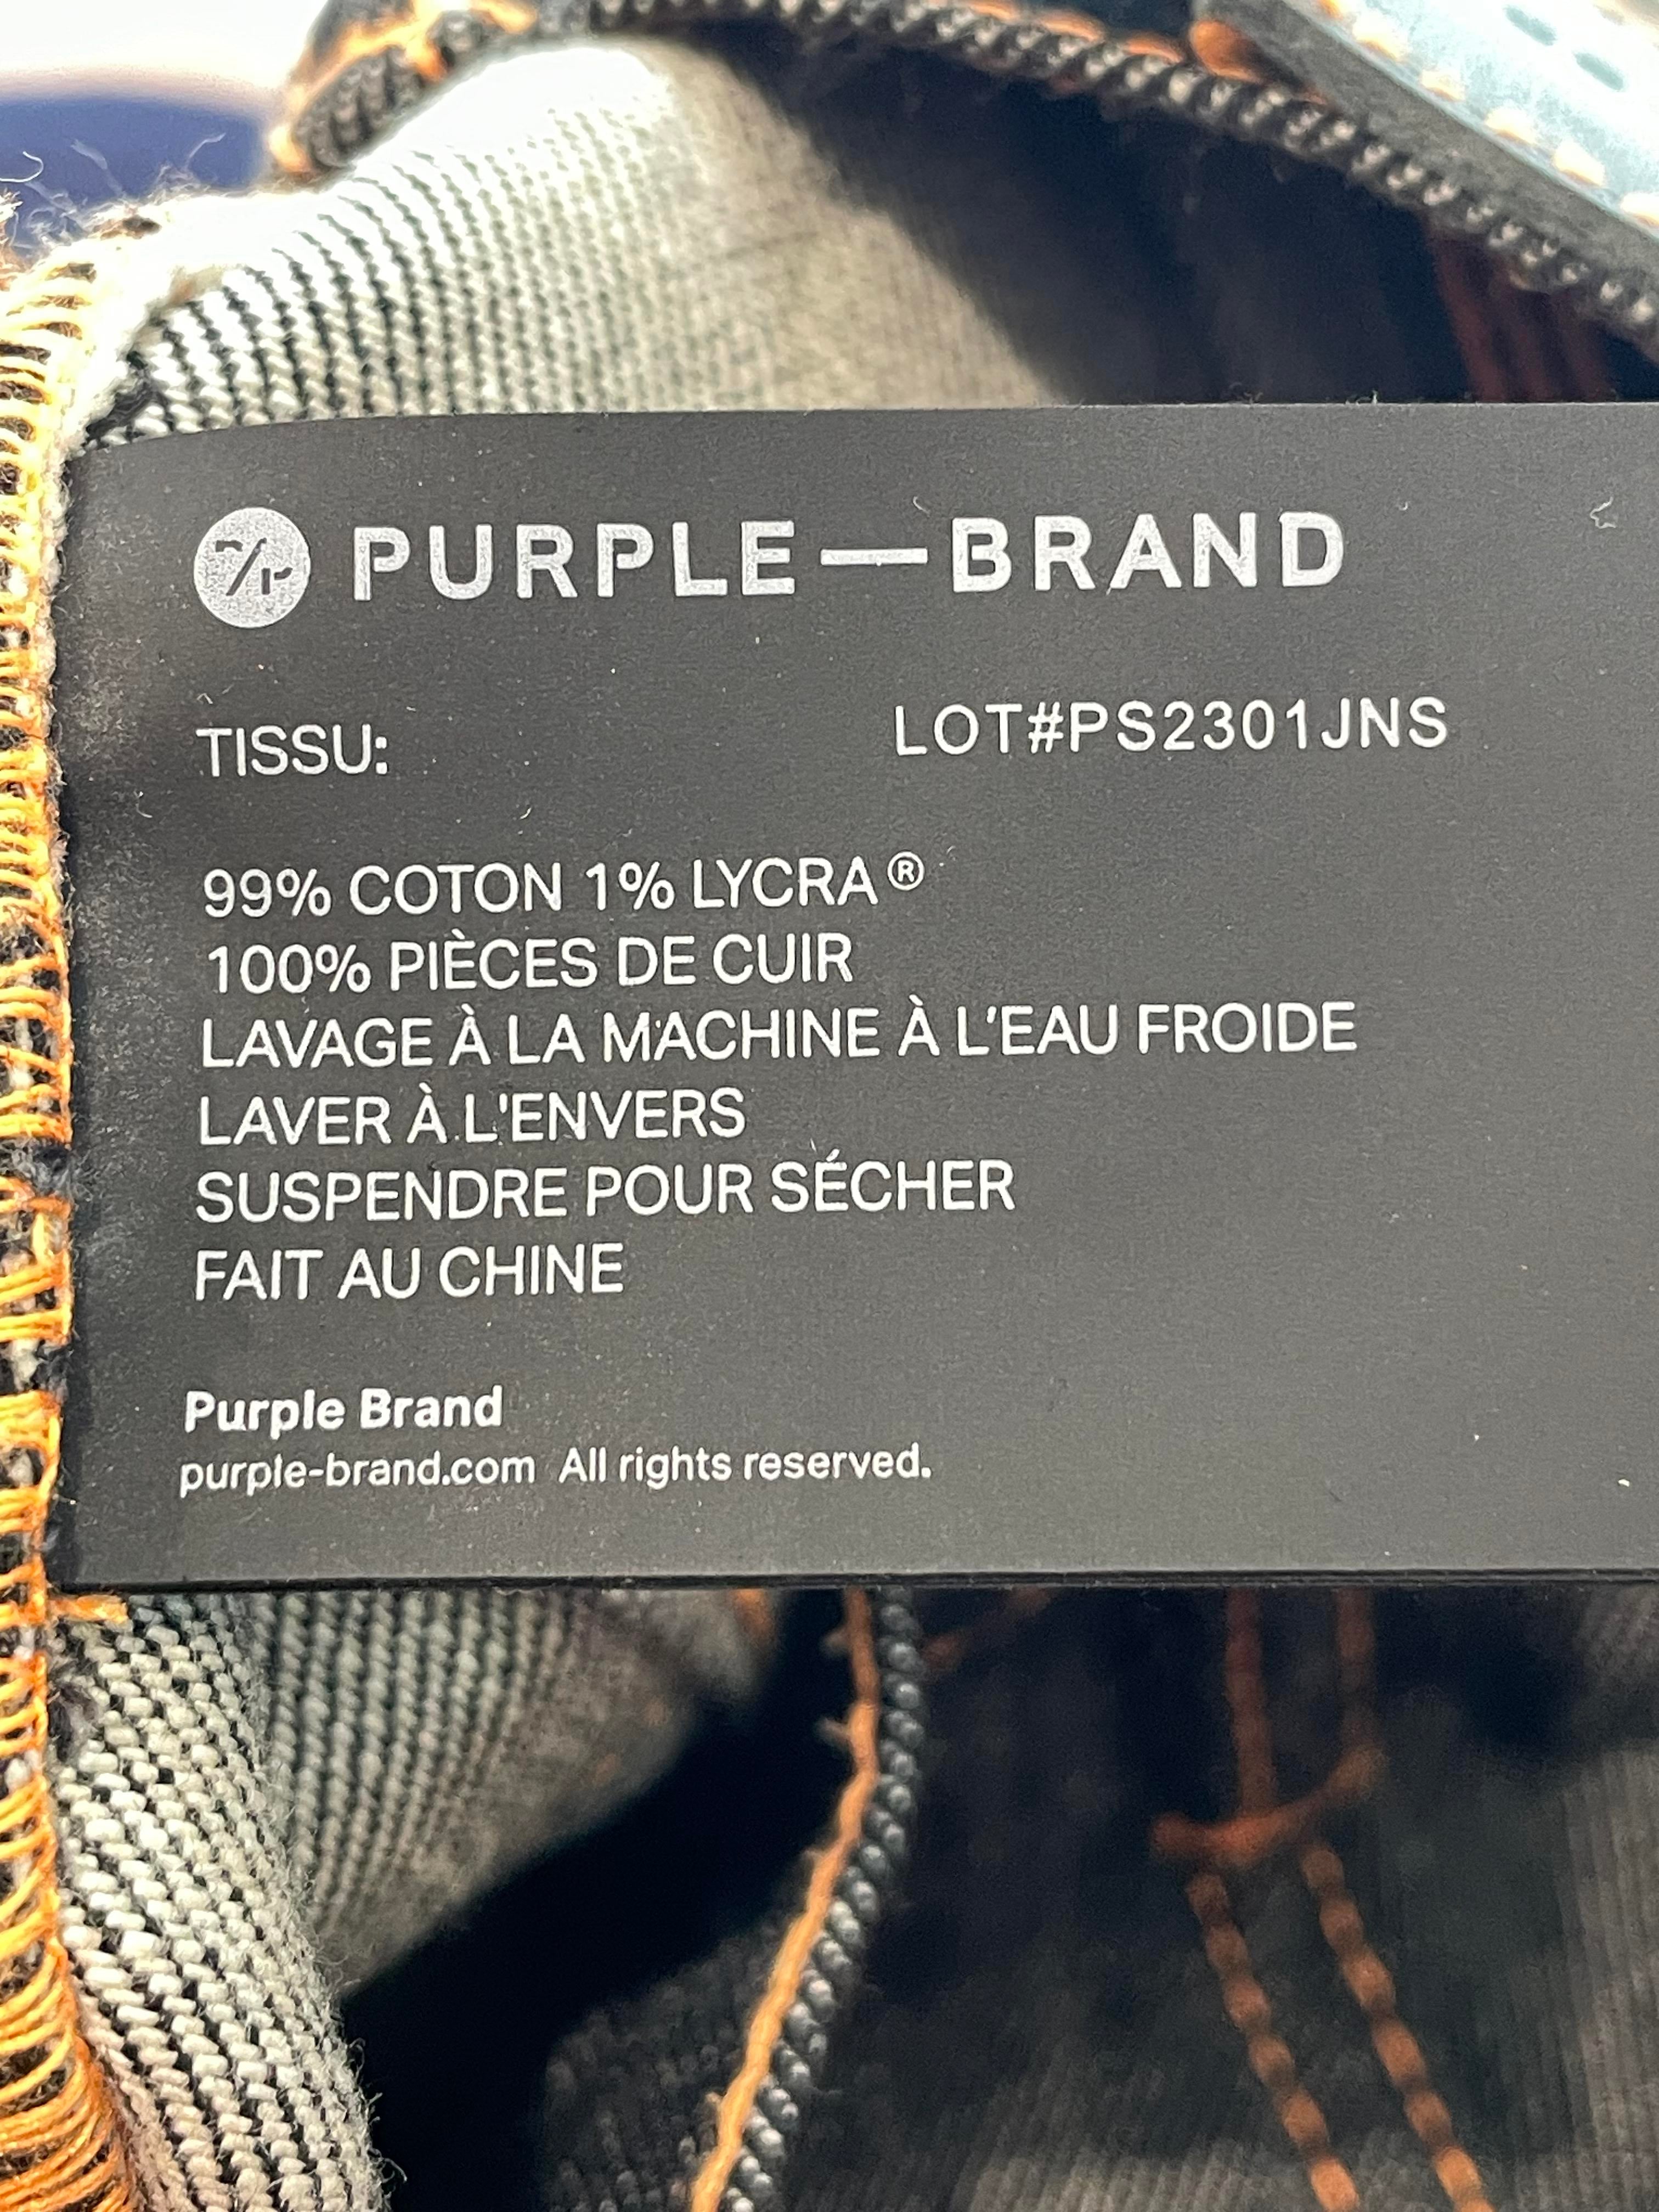 PURPLE—BRAND
TISSU:
LOT#PS2301JNS
99% COTON 1% LYCRA®
100% PIÈCES DE CUIR
LAVAGE À LA MACHINE À L'EAU FROIDE
LAVER À L'ENVERS
SUSPENDRE POUR SÉCHER
FAIT AU CHINE
Purple Brand
purple-brand.com All rights reserved.